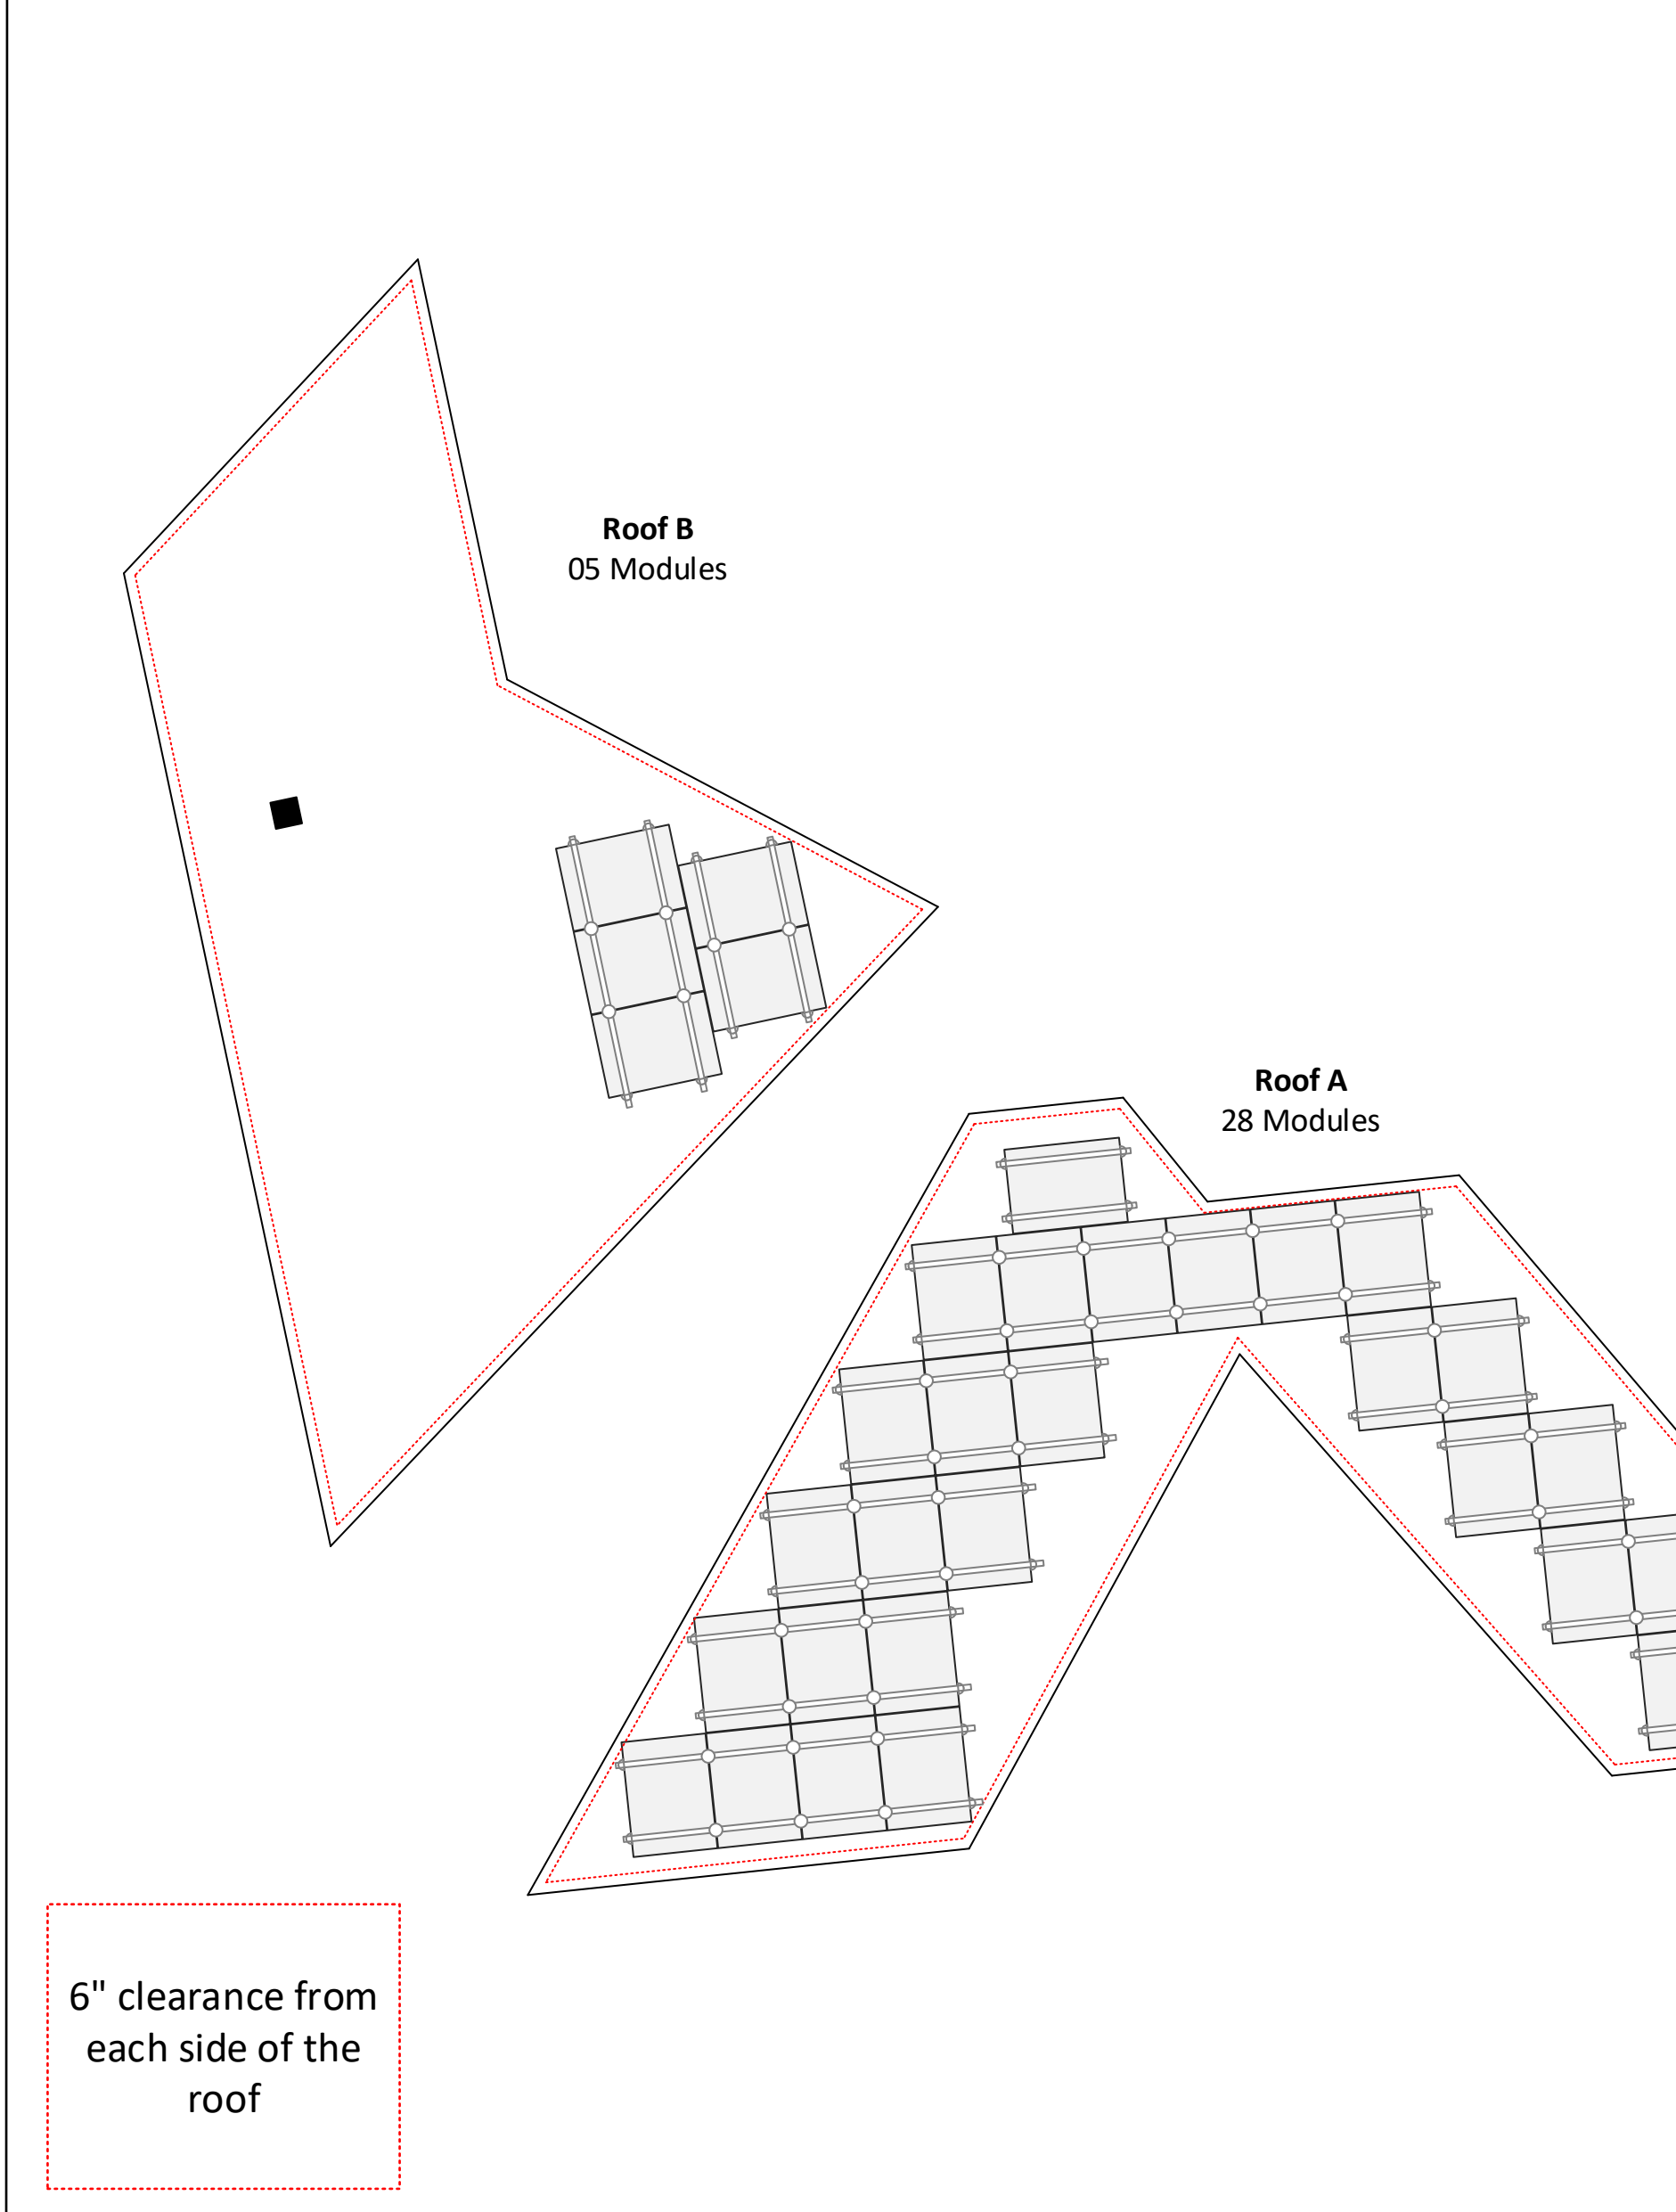 Roof B
05 Modules
Roof A
28 Modules
6" clearance from
each side of the
roof